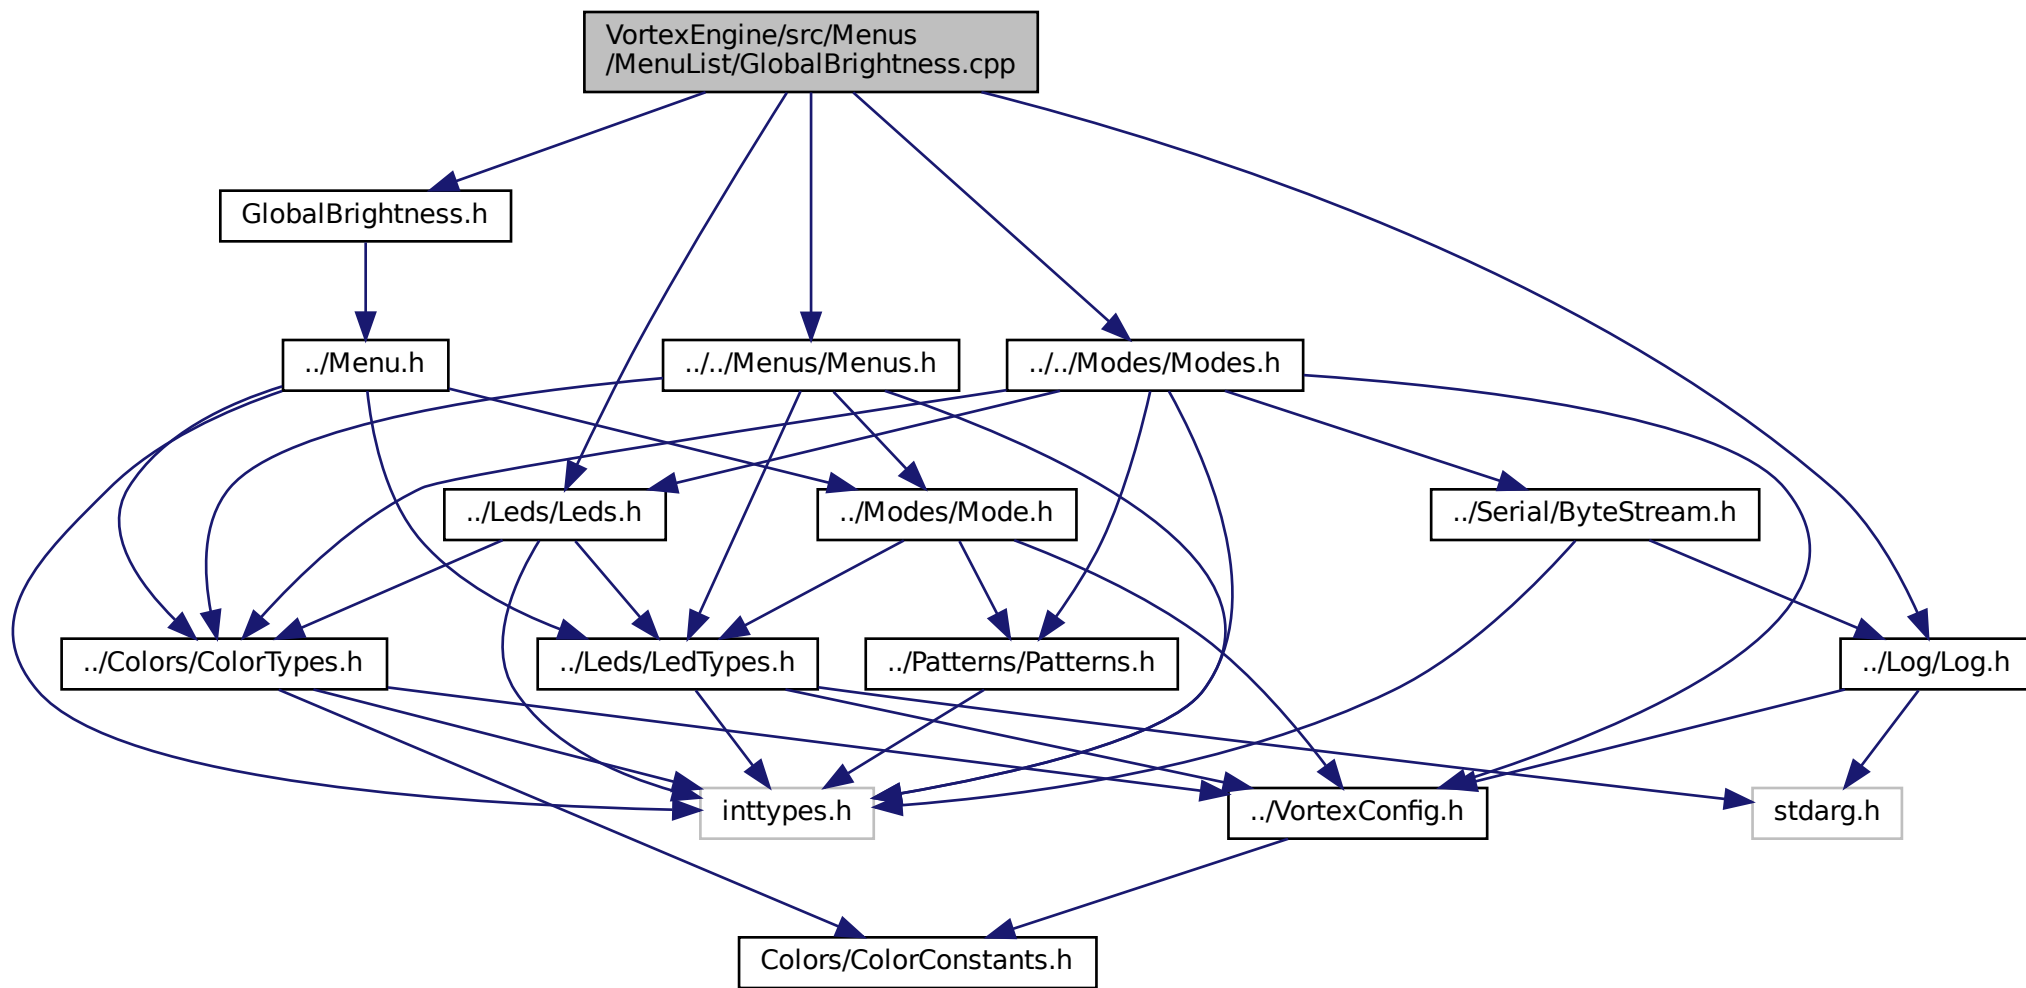 VortexEngine/src/Menus
/MenuList/GlobalBrightness.cpp
GlobalBrightness.h
../Menu.h
../../Menus/Menus.h
../../Modes/Modes.h
../Leds/Leds.h
../Modes/Mode.h
../Serial/ByteStream.h
../Colors/ColorTypes.h
../Leds/LedTypes.h
../Patterns/Patterns.h
../Log/Log.h
inttypes.h
../VortexConfig.h
stdarg.h
Colors/ColorConstants.h